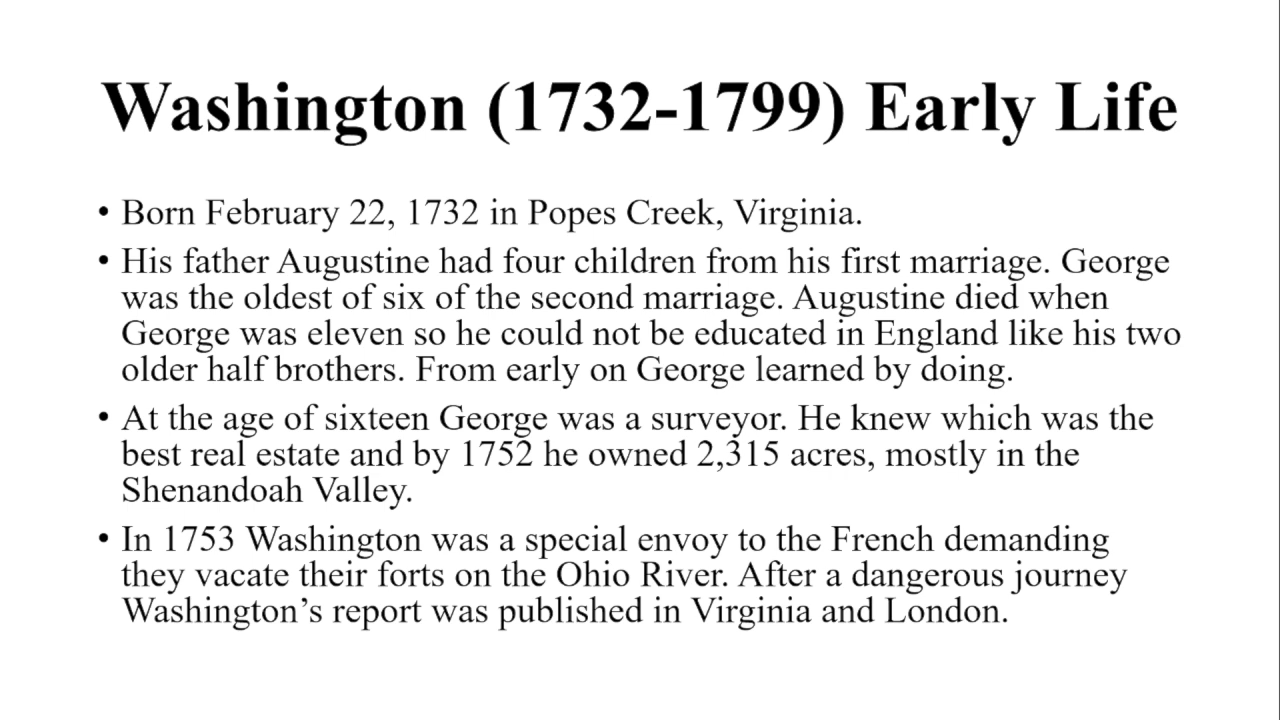 Washington (1732-1799) Early Life
• Born February 22, 1732 in Popes Creek, Virginia.
• His father Augustine had four children from his first marriage. George
was the oldest of six of the second marriage. Augustine died when
George was eleven so he could not be educated in England like his two
older half brothers. From early on George learned by doing.
• At the age of sixteen George was a surveyor. He knew which was the
best real estate and by 1752 he owned 2,315 acres, mostly in the
Shenandoah Valley.
• In 1753 Washington was a special envoy to the French demanding
they vacate their forts on the Ohio River. After a dangerous journey
Washington’s report was published in Virginia and London.